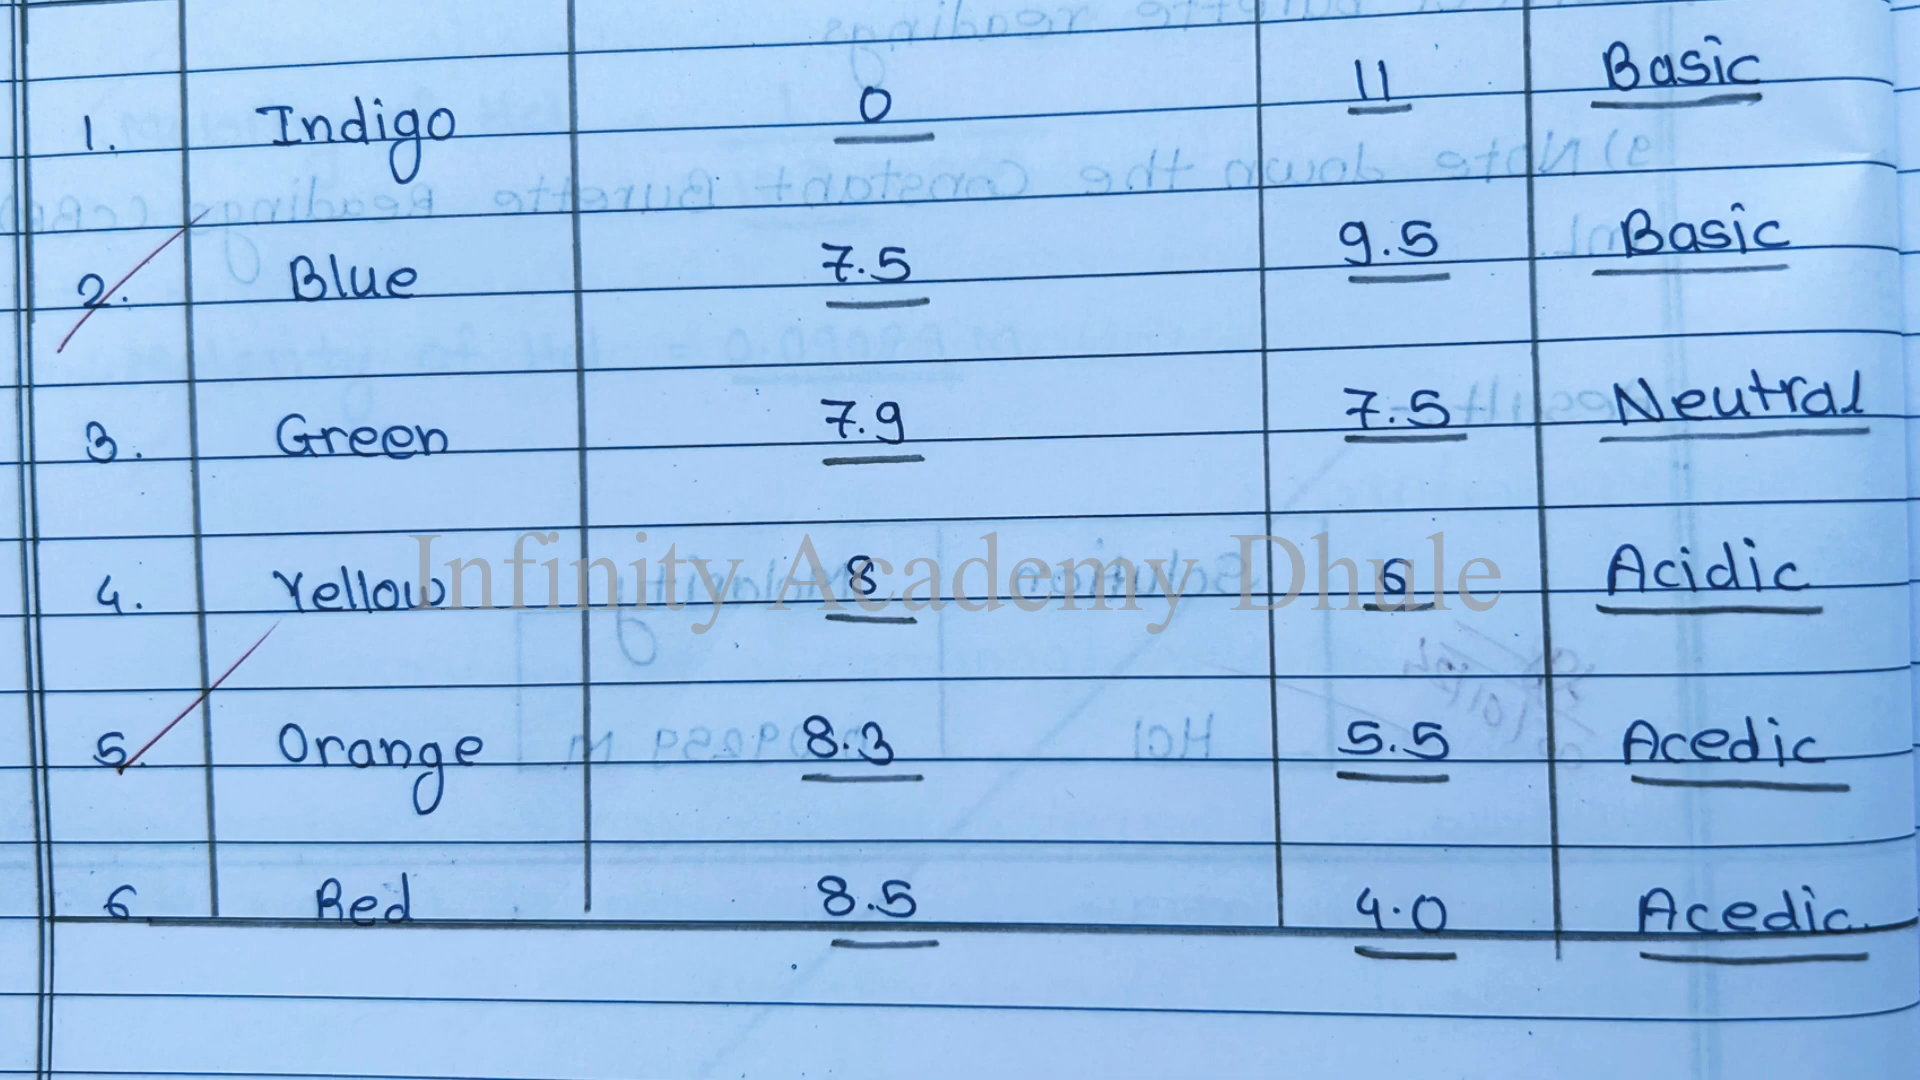 1. Indigo 0 11 Basic
2. Blue 7.5 9.5 Basic
3. Green 7.9 7.5 Neutral
4. Yellow 8 6 Acidic
Infinity Academy Dhule
5. Orange 8.3 5.5 Acedic
6 Red 8.5 4.0 Acedic.